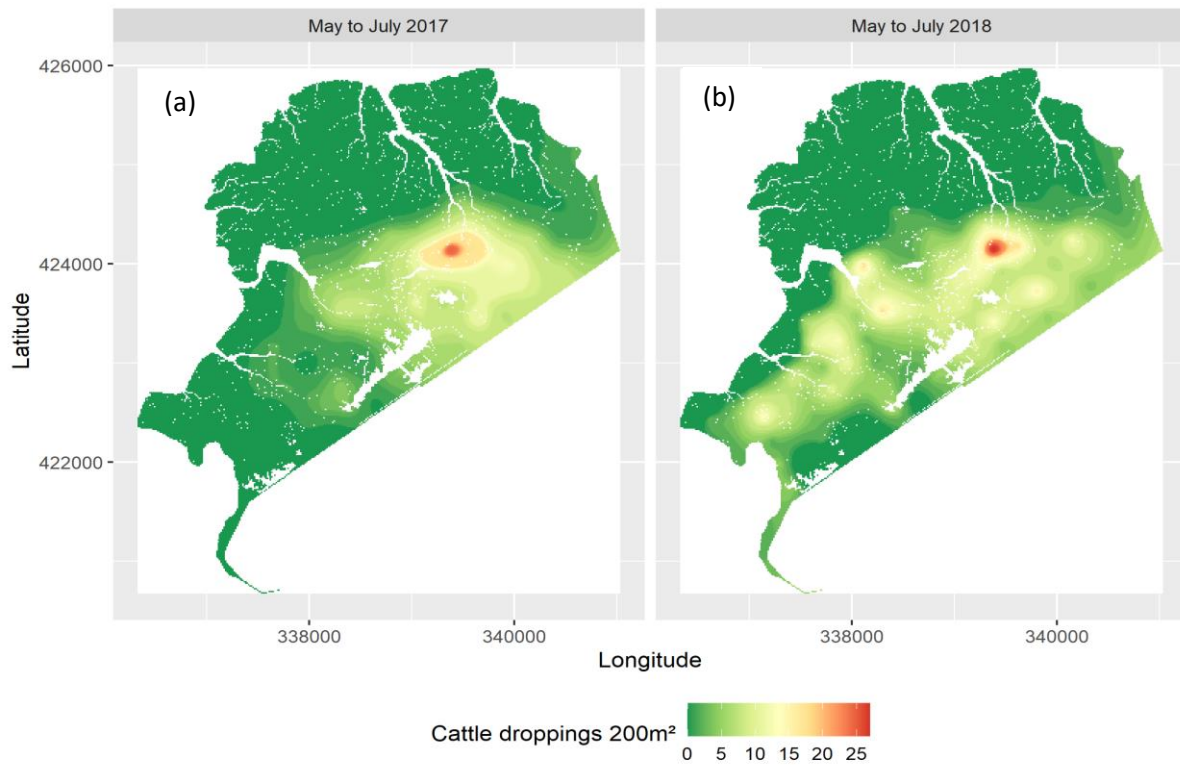 May to July 2017
May to July 2018
(a)
(b)
426000
424000
422000
Latitude
338000
340000
338000
340000
Longitude
Cattle droppings 200m²
0
5
10
15
20
25